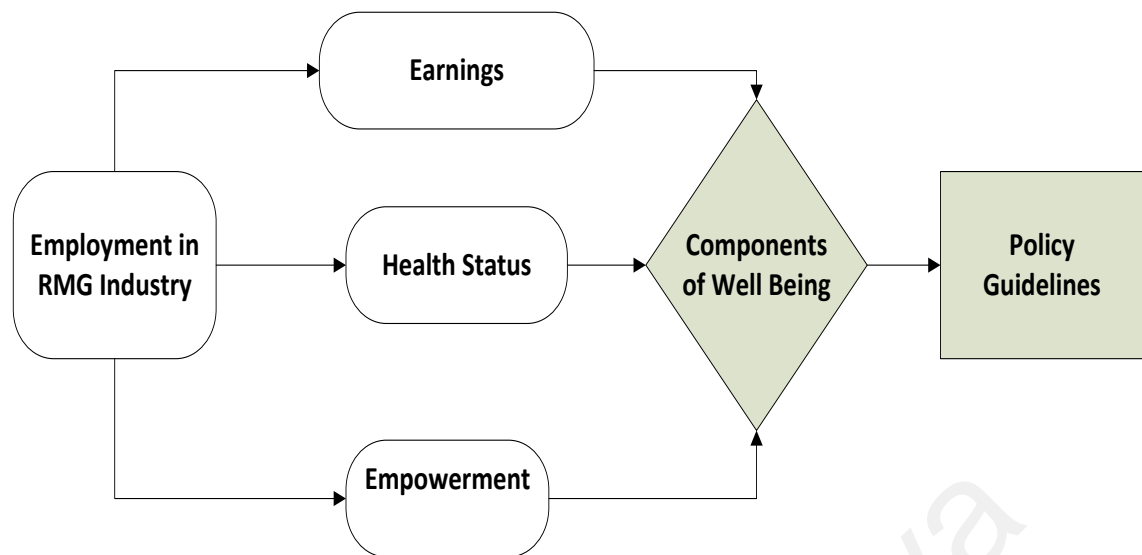 Earnings
Employment in
RMG Industry
Health Status
Components
of Well Being
Policy
Guidelines
Empowerment